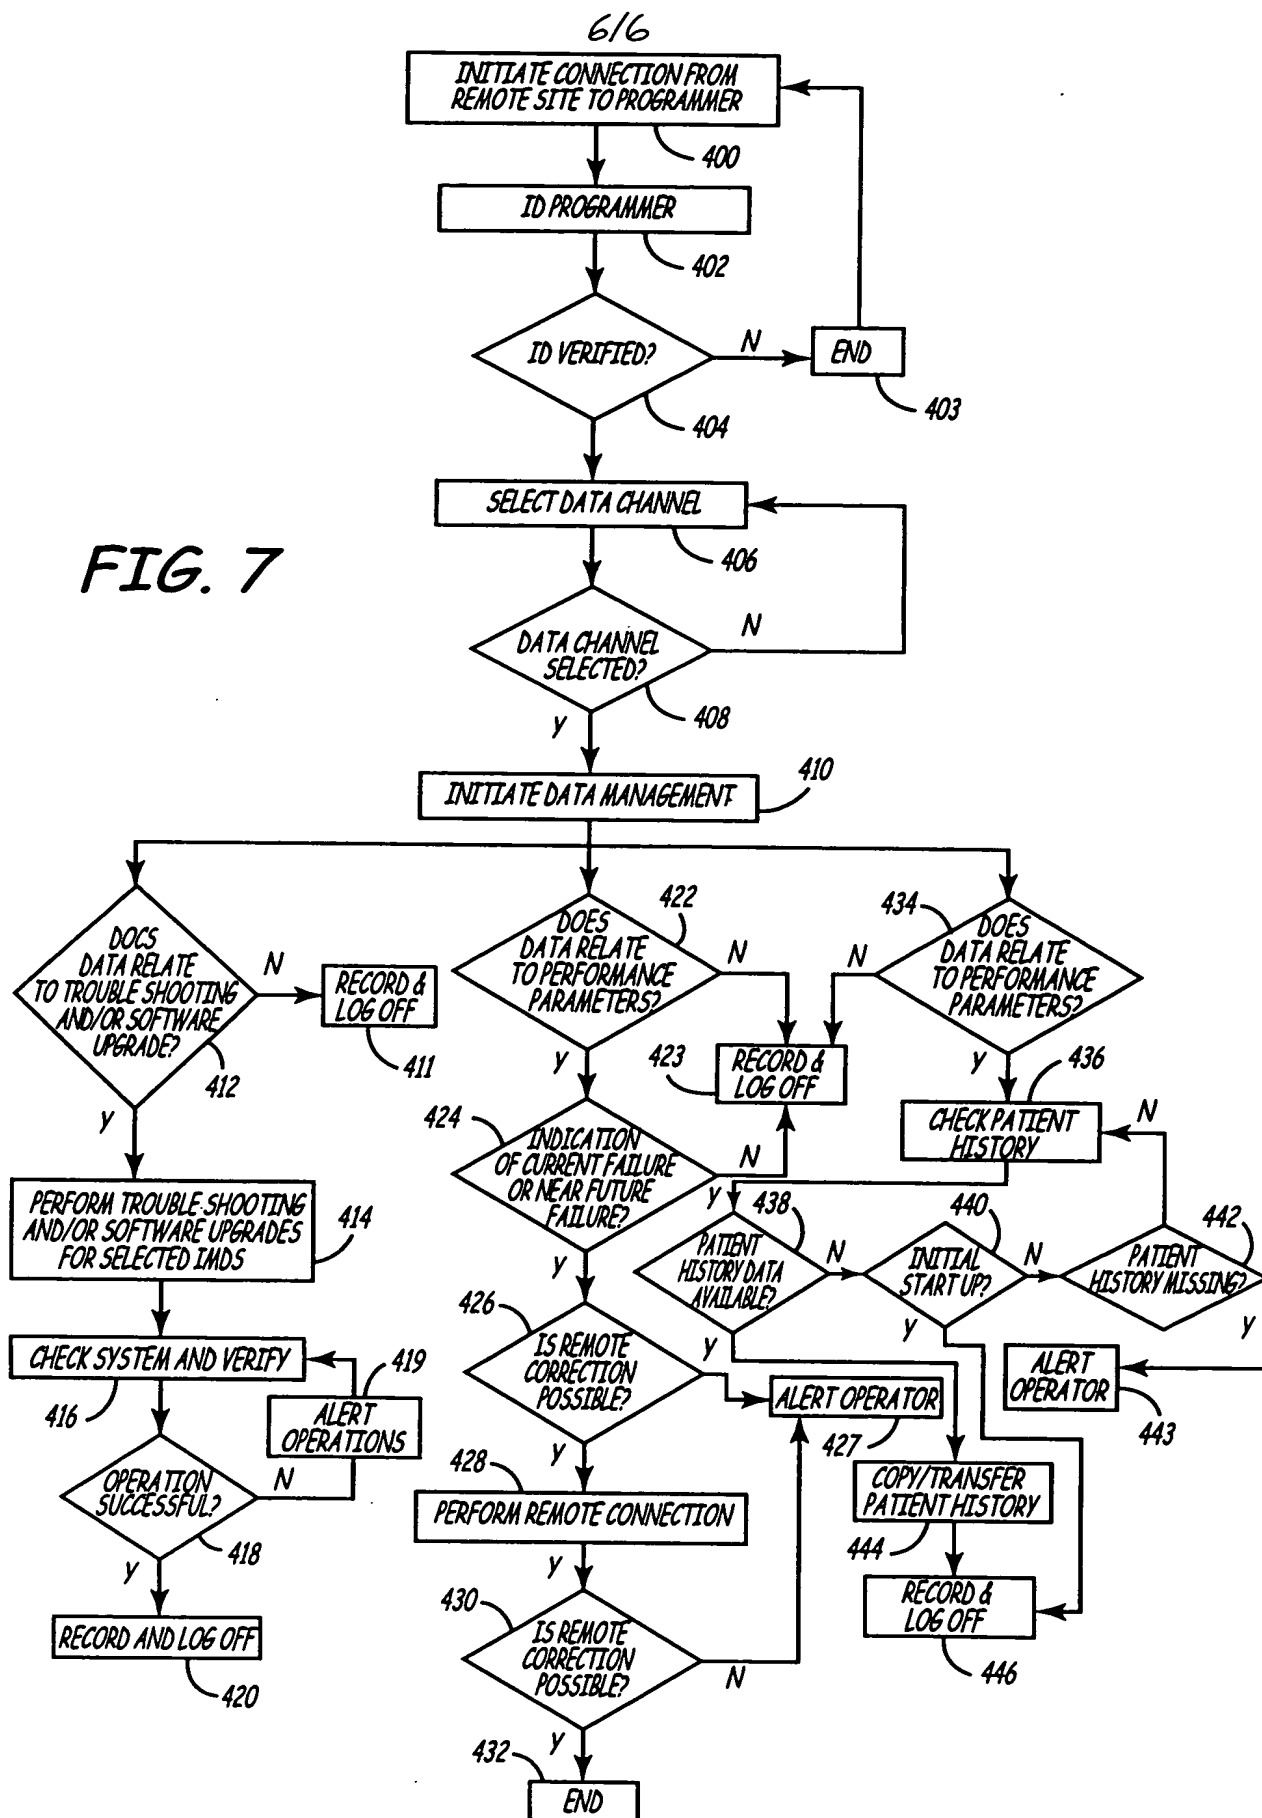 6/6
INITIATE CONNECTION FROM
REMOTE SITE TO PROGRAMMER
400
ID PROGRAMMER
402
ID VERIFIED?
N
END
403
404
SELECT DATA CHANNEL
406
FIG. 7
DATA CHANNEL
SELECTED?
N
408
Y
INITIATE DATA MANAGEMENT
410
DOCS
DATA RELATE
TO TROUBLE SHOOTING
AND/OR SOFTWARE
UPGRADE?
412
N
RECORD &
LOG OFF
411
Y
PERFORM TROUBLE-SHOOTING
AND/OR SOFTWARE UPGRADES
FOR SELECTED IMDS
414
CHECK SYSTEM AND VERIFY
416
419
ALERT
OPERATIONS
OPERATION
SUCCESSFUL?
N
418
Y
RECORD AND LOG OFF
420
422
DOES
DATA RELATE
TO PERFORMANCE
PARAMETERS?
N
Y
423
RECORD &
LOG OFF
424
INDICATION
OF CURRENT FAILURE
OR NEAR FUTURE
FAILURE?
N
Y
426
IS REMOTE
CORRECTION
POSSIBLE?
ALERT OPERATOR
427
Y
428
PERFORM REMOTE CONNECTION
Y
430
IS REMOTE
CORRECTION
POSSIBLE?
N
Y
432
END
434
DOES
DATA RELATE
TO PERFORMANCE
PARAMETERS?
N
Y
436
CHECK PATIENT
HISTORY
N
Y
438
PATIENT
HISTORY DATA
AVAILABLE?
N
Y
440
INITIAL
START UP?
N
Y
442
PATIENT
HISTORY MISSING?
Y
ALERT
OPERATOR
443
COPY/TRANSFER
PATIENT HISTORY
444
RECORD &
LOG OFF
446